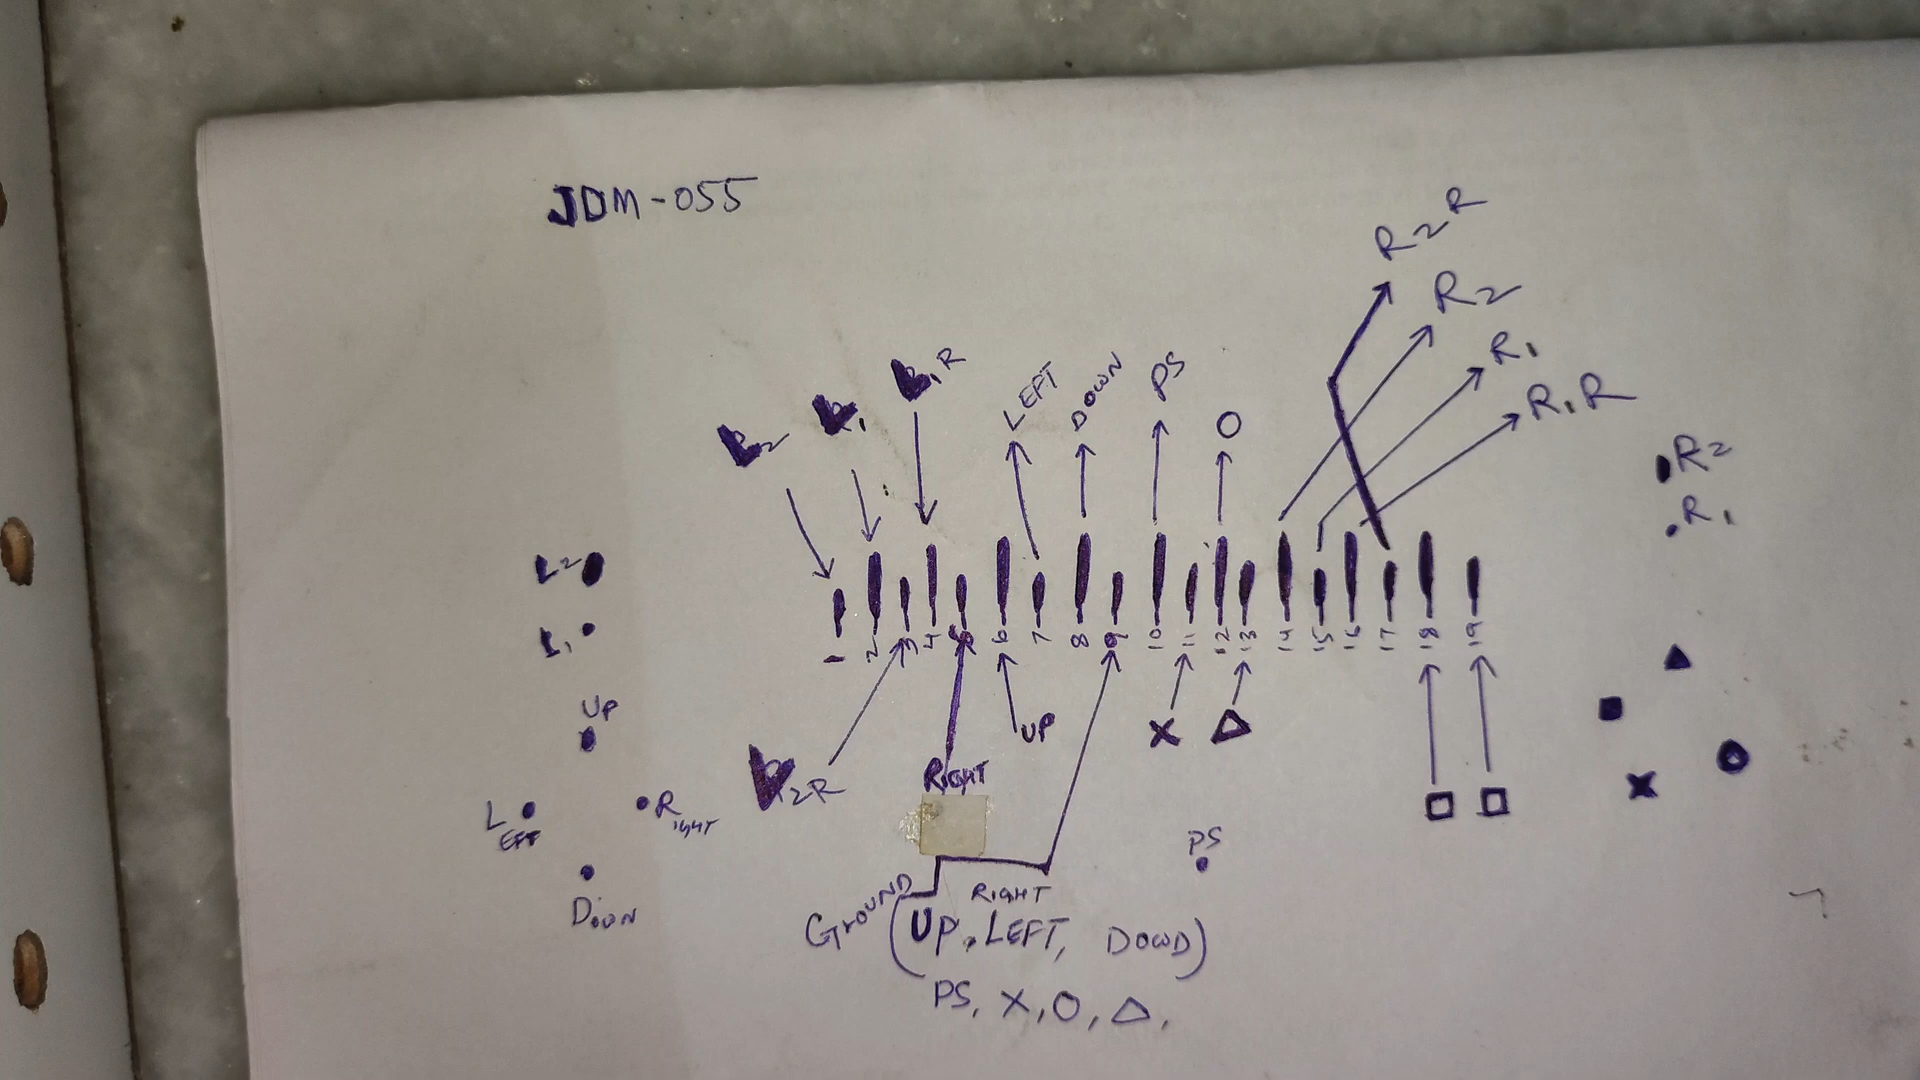 JDM-055
R2R
R2
R1
R1R
L2 L1 L1R LEFT DOWN PS O
R2
R1
L2
L1
1 2 3 4 5 6 7 8 9 10 11 12 13 14 15 16 17 18 19
UP
UP X △
L2R RIGHT
□ □
LEFT RIGHT
PS
DOWN
GROUND RIGHT
(UP, LEFT, DOWD)
PS, X, O, △,